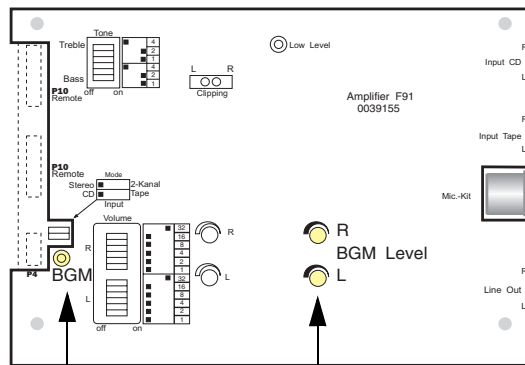 Tone
Treble
4
2
1
4
2
1
Bass
off on
P10
Remote
L R
Clipping
Low Level
Amplifier F91
0039155
R
Input CD
L
R
Input Tape
L
Mic.-Kit
P10
Remote
Mode
Stereo 2-Kanal
CD Tape
Input
Volume
R
32
16
8
4
2
1
L
32
16
8
4
2
1
off on
R
L
P4
BGM
R
BGM Level
L
R
Line Out
L